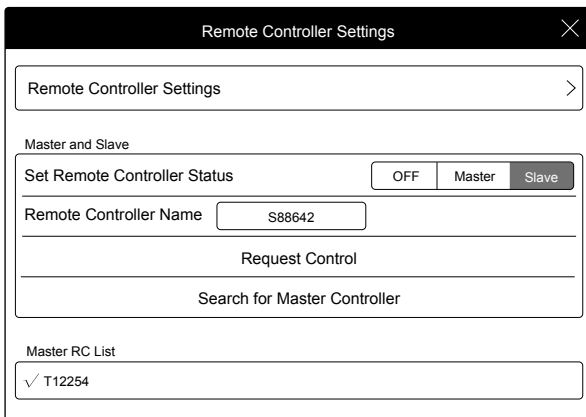 Remote Controller Settings
Remote Controller Settings
Master and Slave
Set Remote Controller Status OFF Master Slave
Remote Controller Name S88642
Request Control
Search for Master Controller
Master RC List
√ T12254